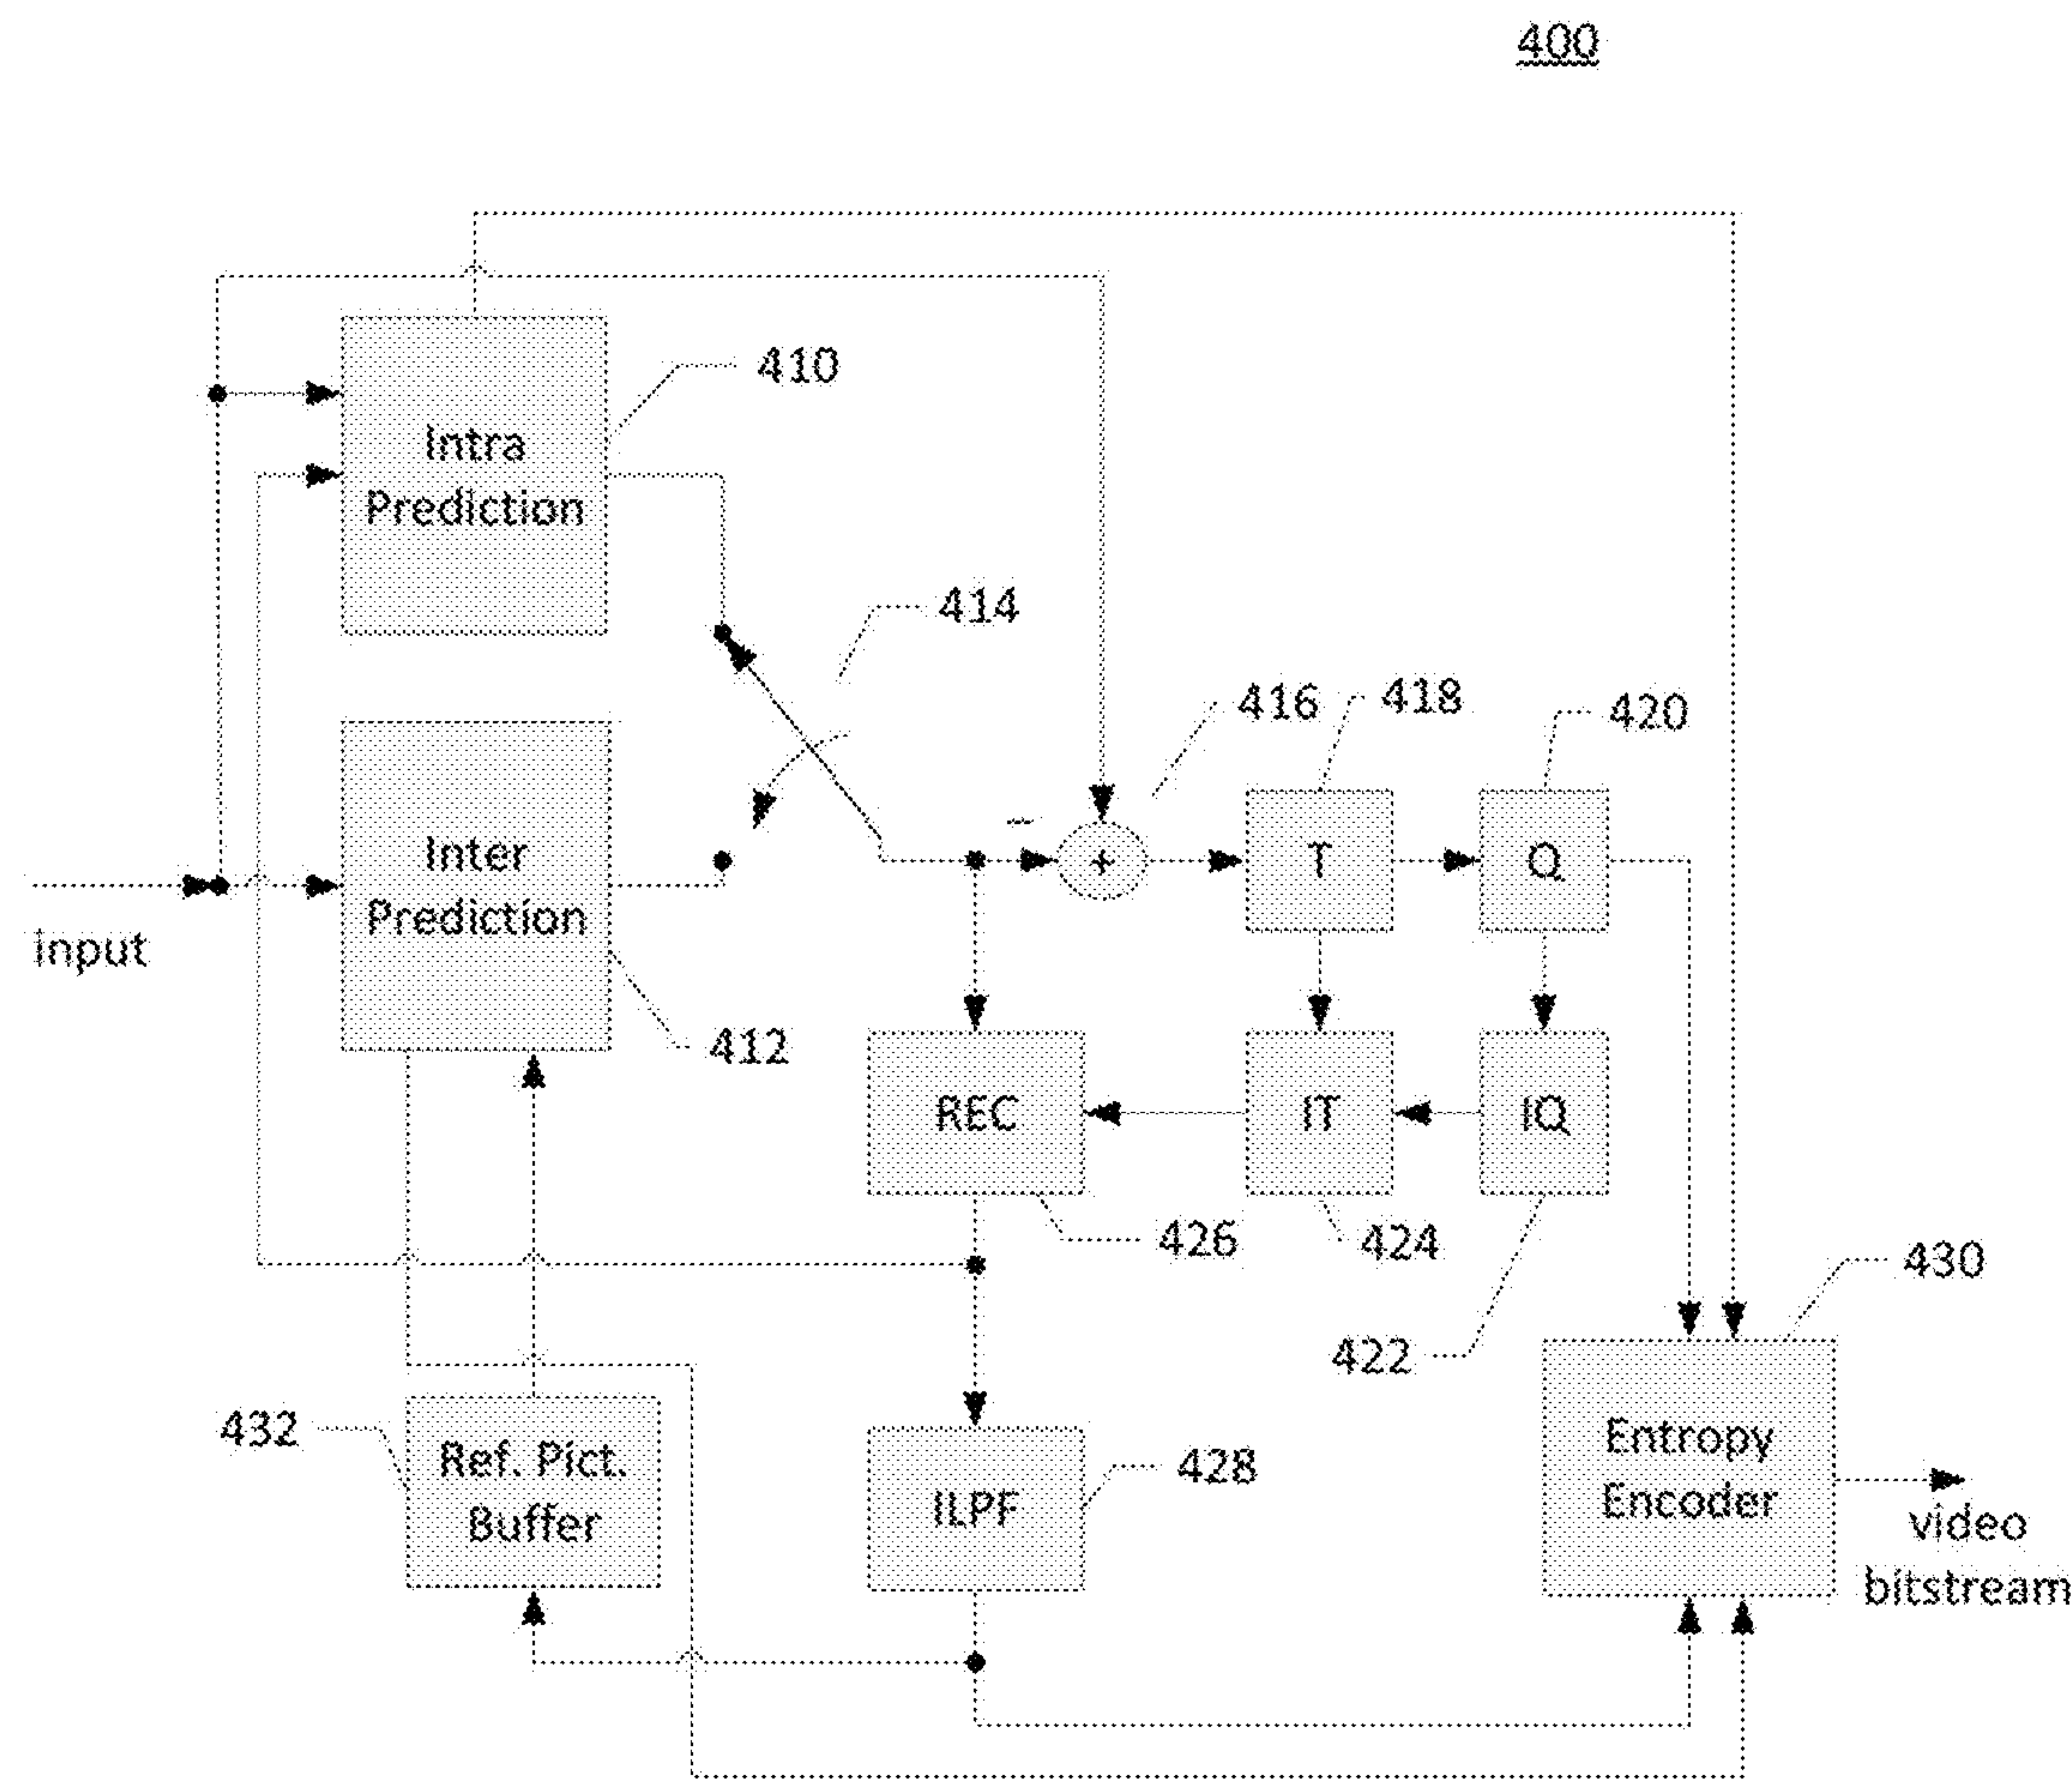 400
410
Intra
Prediction
414
416
418
420
−
+
T
Q
Inter
Prediction
input
412
REC
IT
IQ
426
424
430
422
432
Ref. Pict.
Buffer
ILPF
428
Entropy
Encoder
video
bitstream